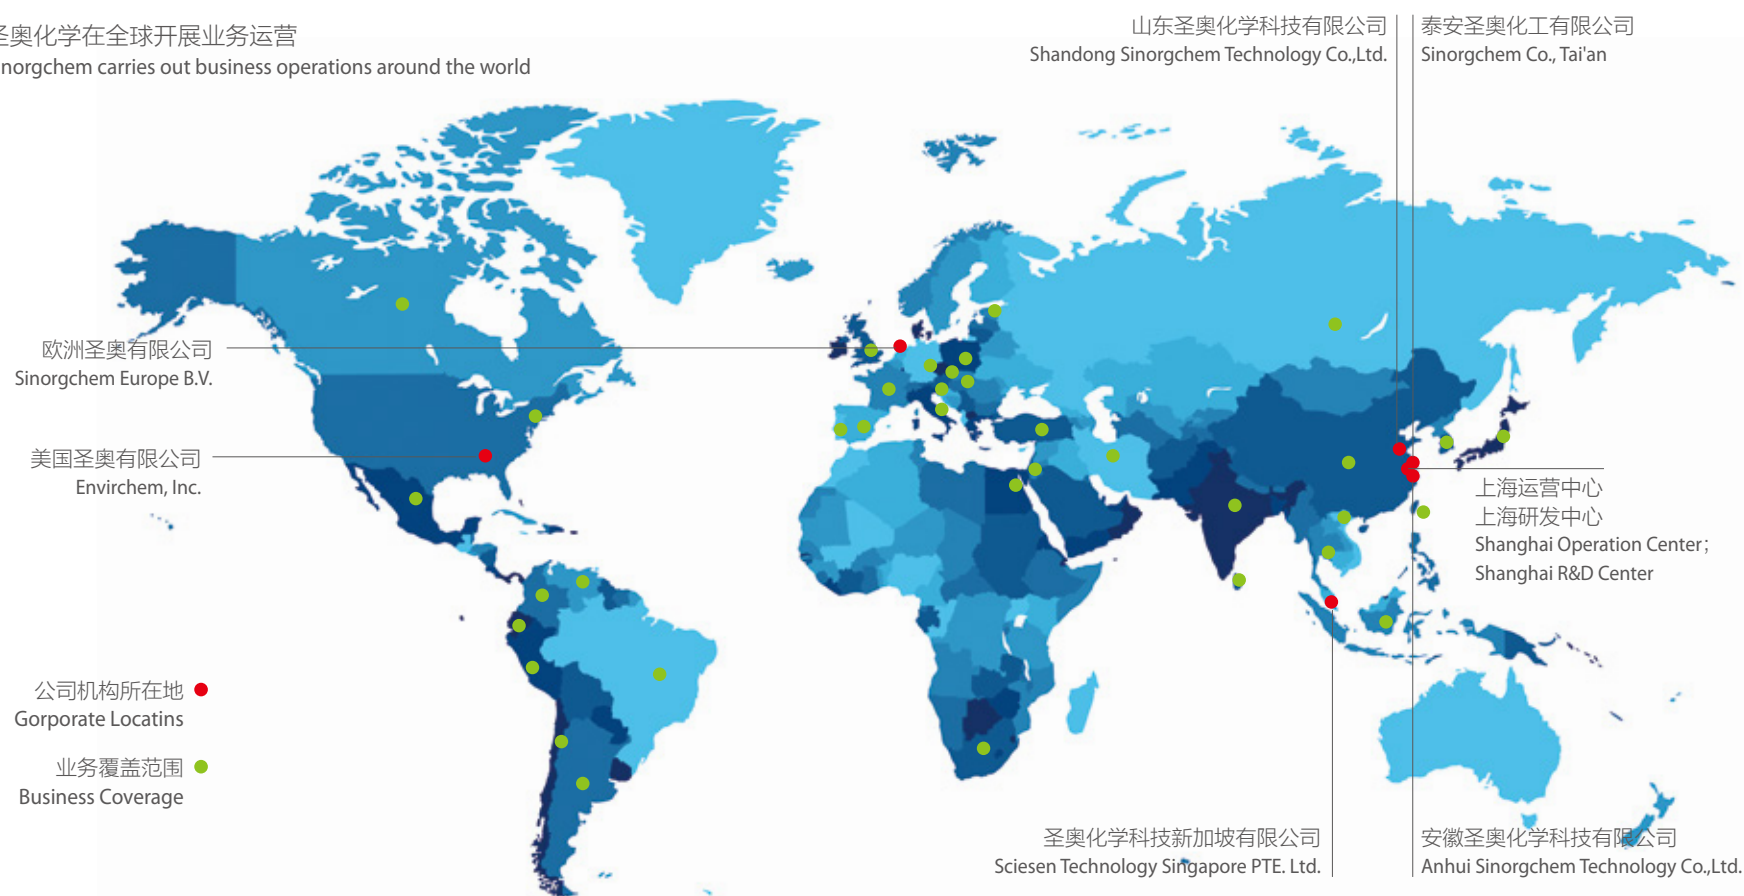 圣奥化学在全球开展业务运营
inorgchem carries out business operations around the world
山东圣奥化学科技有限公司
Shandong Sinorgchem Technology Co.,Ltd.
泰安圣奥化工有限公司
Sinorgchem Co., Tai'an
欧洲圣奥有限公司
Sinorgchem Europe B.V.
美国圣奥有限公司
Envirchem, Inc.
上海运营中心
上海研发中心
Shanghai Operation Center；
Shanghai R&D Center
公司机构所在地
Gorporate Locatins
业务覆盖范围
Business Coverage
圣奥化学科技新加坡有限公司
Sciesen Technology Singapore PTE. Ltd.
安徽圣奥化学科技有限公司
Anhui Sinorgchem Technology Co.,Ltd.